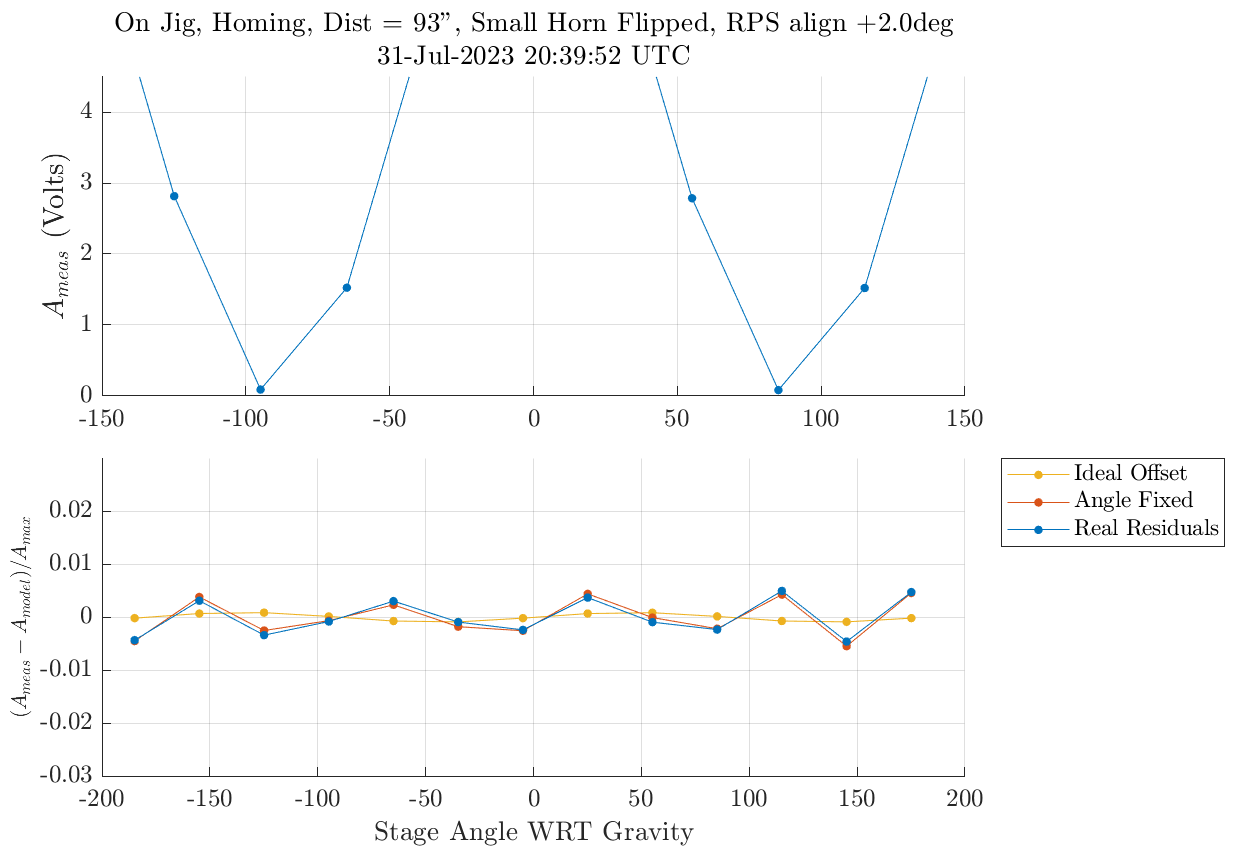 On Jig, Homing, Dist = 93", Small Horn Flipped, RPS align +2.0deg
31-Jul-2023 20:39:52 UTC
4
3
2
1
0
A_meas (Volts)
-150 -100 -50 0 50 100 150
0.02
0.01
0
-0.01
-0.02
-0.03
(A_meas − A_model)/A_max
-200 -150 -100 -50 0 50 100 150 200
Stage Angle WRT Gravity
Ideal Offset
Angle Fixed
Real Residuals